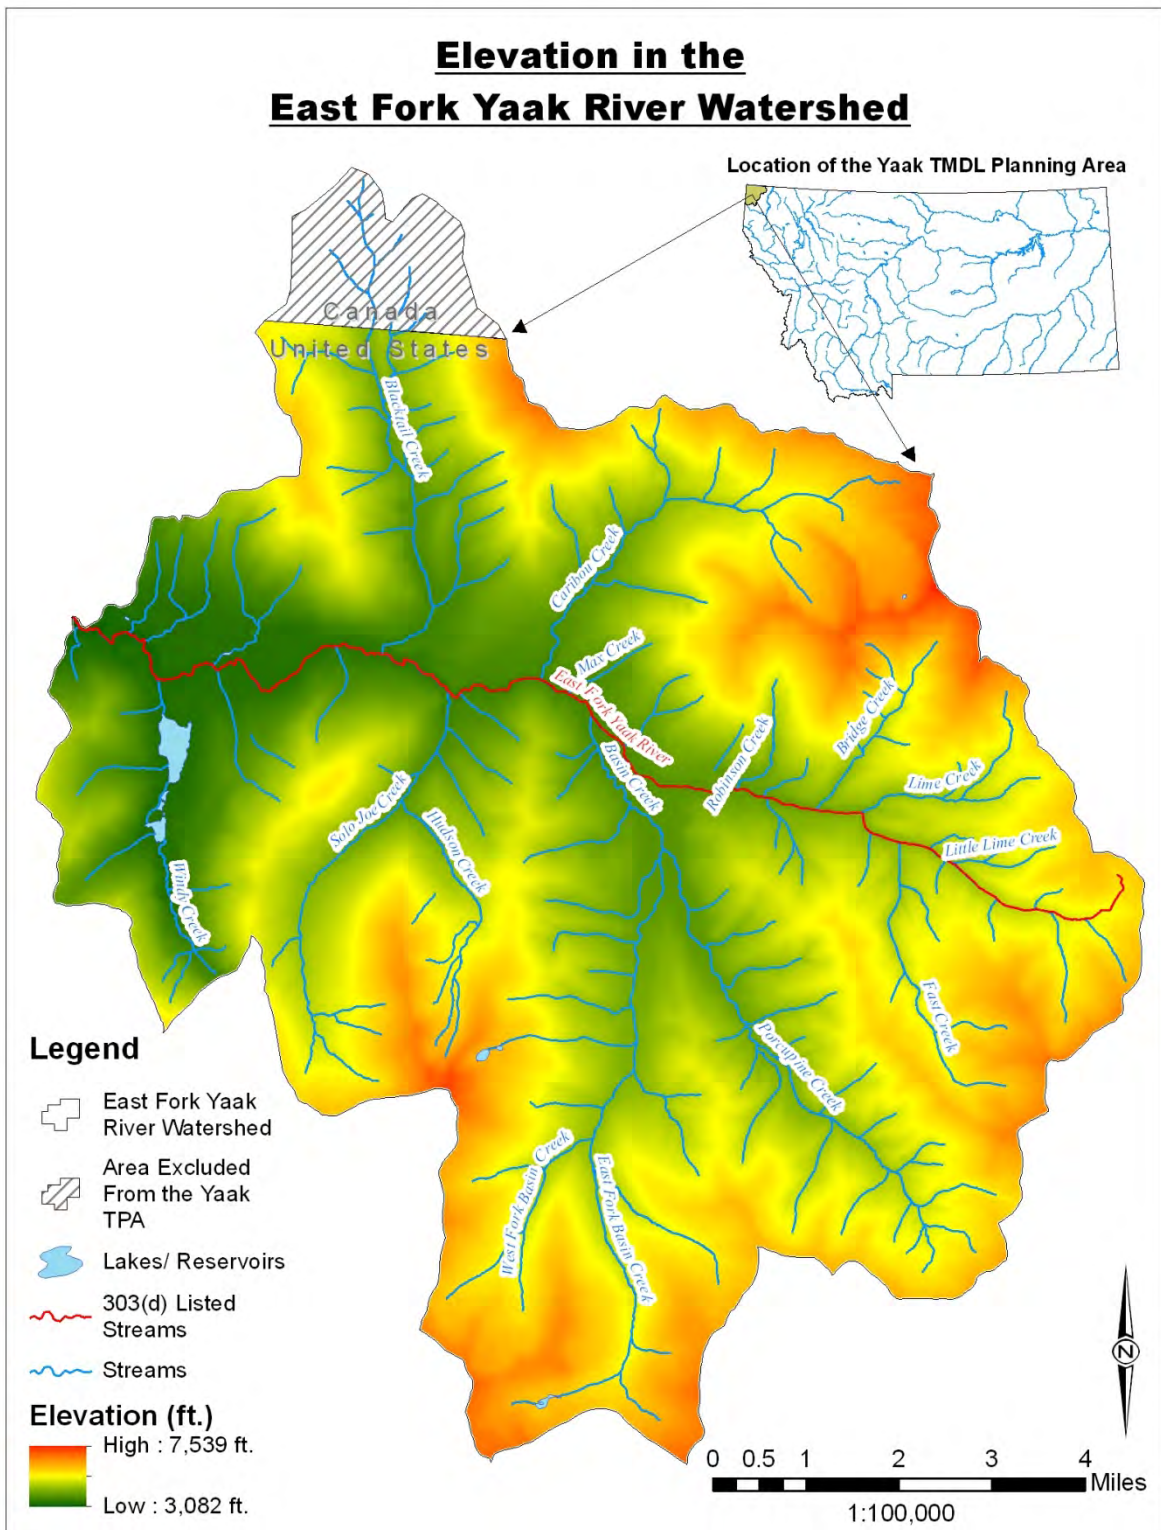 Elevation in the
East Fork Yaak River Watershed
Location of the Yaak TMDL Planning Area
Canada
United States
Blacktail Creek
Caribou Creek
Max Creek
East Fork Yaak River
Basin Creek
Robinson Creek
Bridge Creek
Lime Creek
Little Lime Creek
Solo Joe Creek
Hudson Creek
Windy Creek
East Creek
Porcupine Creek
West Fork Basin Creek
East Fork Basin Creek
Legend
East Fork Yaak
River Watershed
Area Excluded
From the Yaak
TPA
Lakes/ Reservoirs
303(d) Listed
Streams
Streams
Elevation (ft.)
High : 7,539 ft.
Low : 3,082 ft.
N
0 0.5 1 2 3 4
Miles
1:100,000